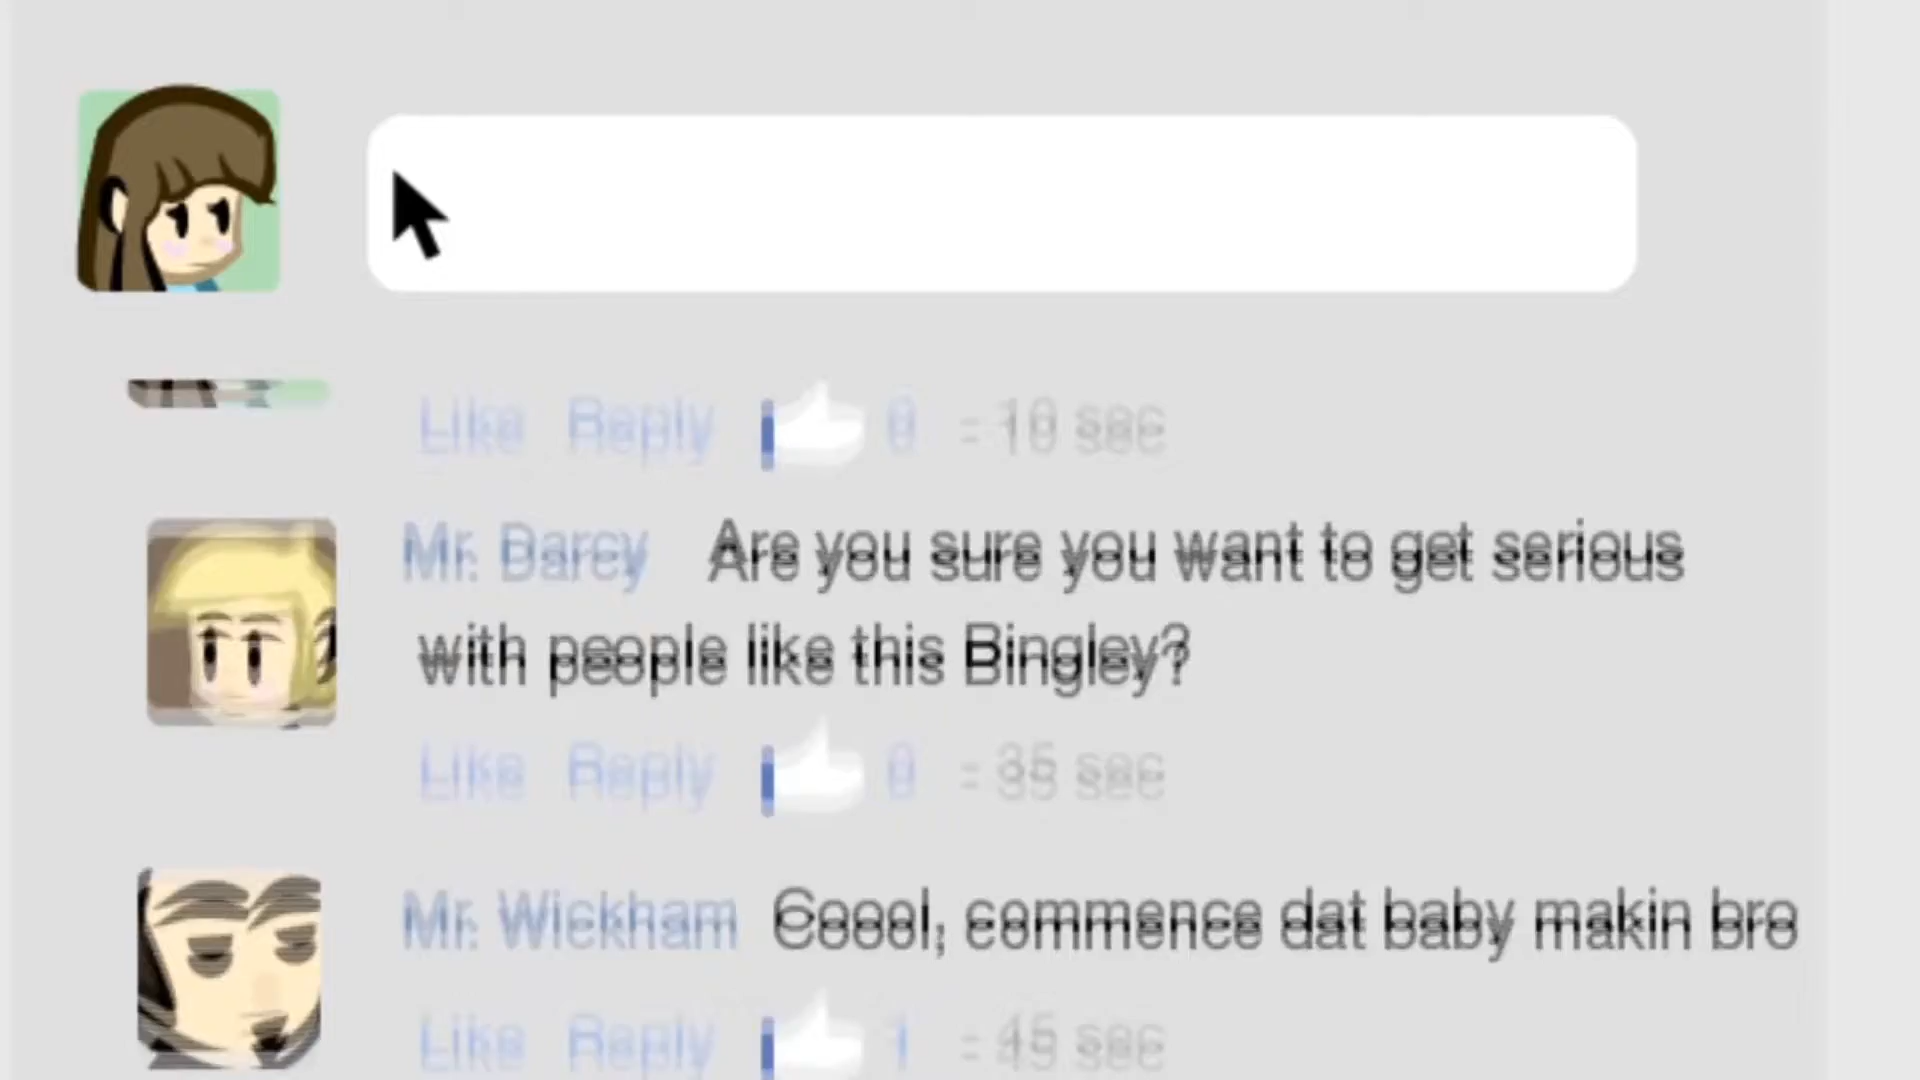 Like Reply 0 - 10 sec
Mr. Darcy Are you sure you want to get serious
with people like this Bingley?
Like Reply 0 - 35 sec
Mr. Wickham Coool, commence dat baby makin bro
Like Reply 1 - 45 sec